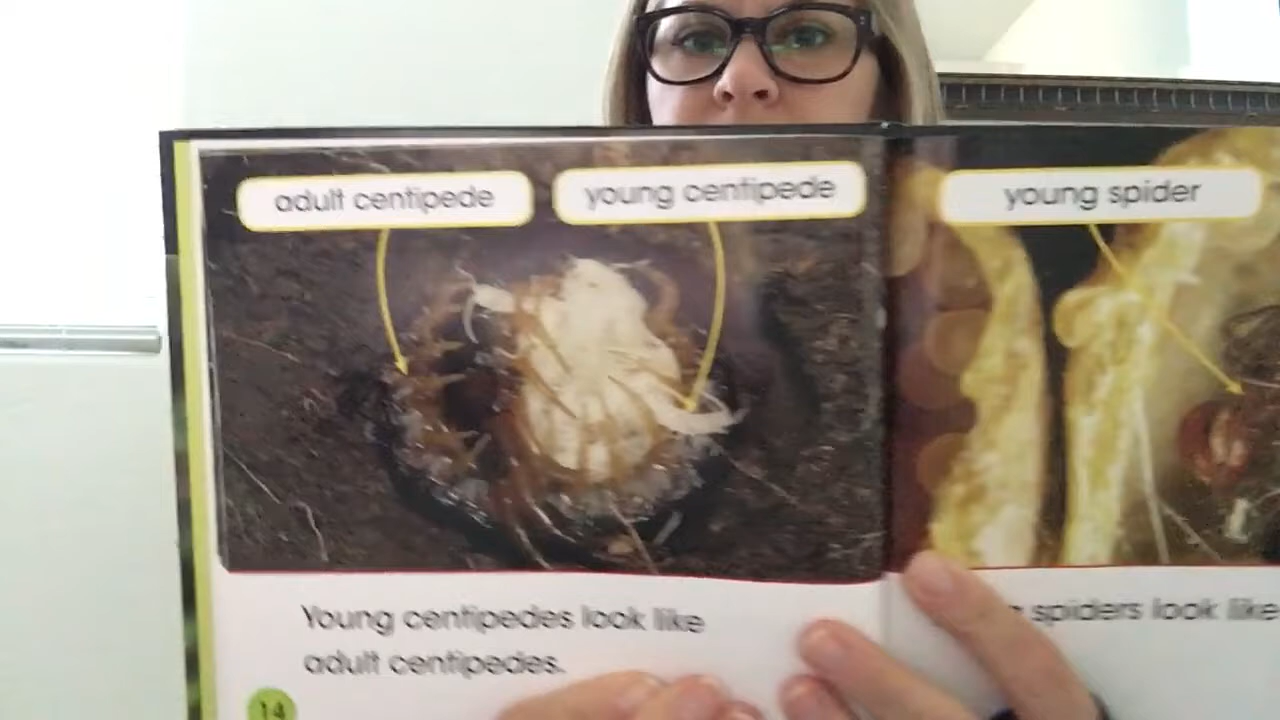 adult centipede
young centipede
Young centipedes look like
adult centipedes.
14
young spider
spiders look like